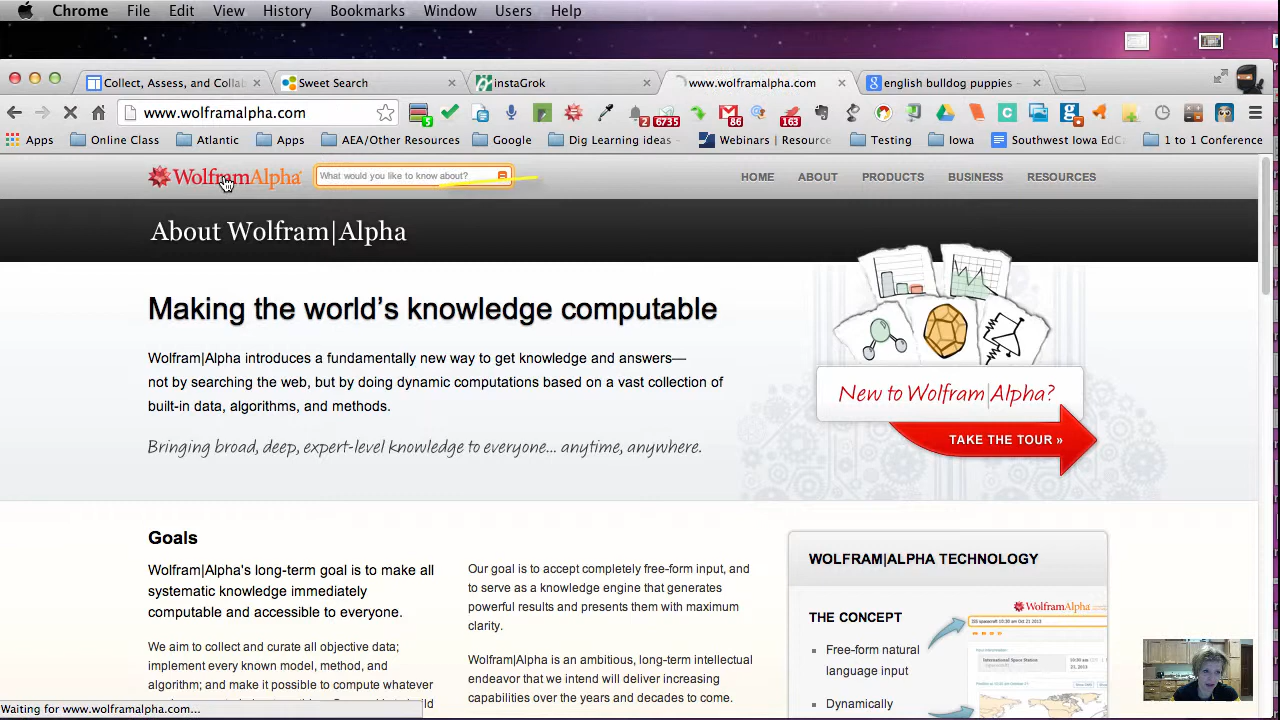 Chrome File Edit View History Bookmarks Window Users Help
Collect, Assess, and Collab Sweet Search instaGrok www.wolframalpha.com english bulldog puppies -
www.wolframalpha.com
5 2 6735 86 163
Apps Online Class Atlantic Apps AEA/Other Resources Google Dig Learning ideas Webinars | Resource Testing Iowa Southwest Iowa EdC 1 to 1 Conference
WolframAlpha What would you like to know about? HOME ABOUT PRODUCTS BUSINESS RESOURCES
About Wolfram|Alpha
Making the world's knowledge computable
Wolfram|Alpha introduces a fundamentally new way to get knowledge and answers—
not by searching the web, but by doing dynamic computations based on a vast collection of
built-in data, algorithms, and methods.
Bringing broad, deep, expert-level knowledge to everyone... anytime, anywhere.
New to Wolfram|Alpha?
TAKE THE TOUR »
Goals
Wolfram|Alpha's long-term goal is to make all
systematic knowledge immediately
computable and accessible to everyone.
We aim to collect and curate all objective data;
implement every known model, method, and
algorithm; and make it possible to compute whatever
Our goal is to accept completely free-form input, and
to serve as a knowledge engine that generates
powerful results and presents them with maximum
clarity.
Wolfram|Alpha is an ambitious, long-term intellectual
endeavor that we intend will deliver increasing
capabilities over the years and decades to come.
WOLFRAM|ALPHA TECHNOLOGY
THE CONCEPT
Free-form natural
language input
Dynamically
WolframAlpha
International Space Station
Waiting for www.wolframalpha.com...